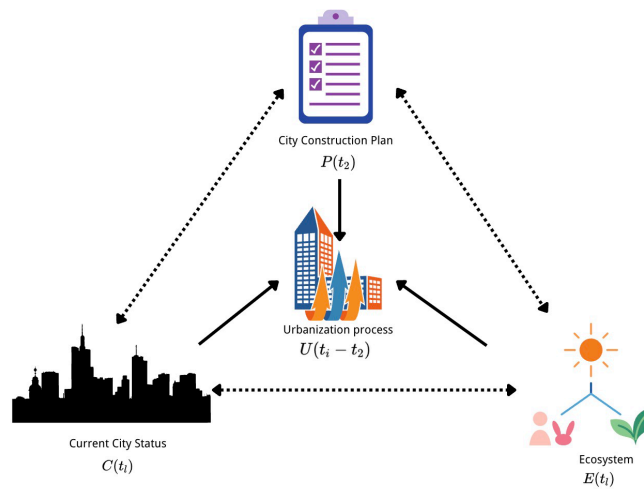 City Construction Plan
P(t₂)
Urbanization process
U(tᵢ − t₂)
Current City Status
C(tₗ)
Ecosystem
E(tₗ)